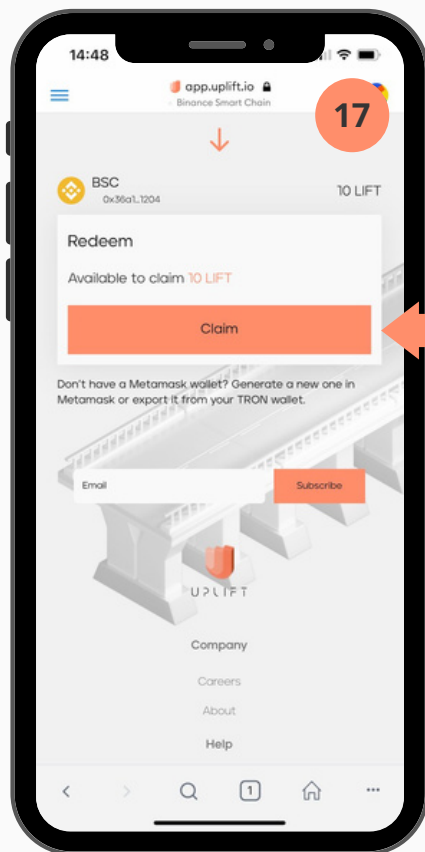 14:48
app.uplift.io
Binance Smart Chain
17
BSC
0x36a1...1204
10 LIFT
Redeem
Available to claim 10 LIFT
Claim
Don't have a Metamask wallet? Generate a new one in
Metamask or export it from your TRON wallet.
Email
Subscribe
UPLIFT
Company
Careers
About
Help
1